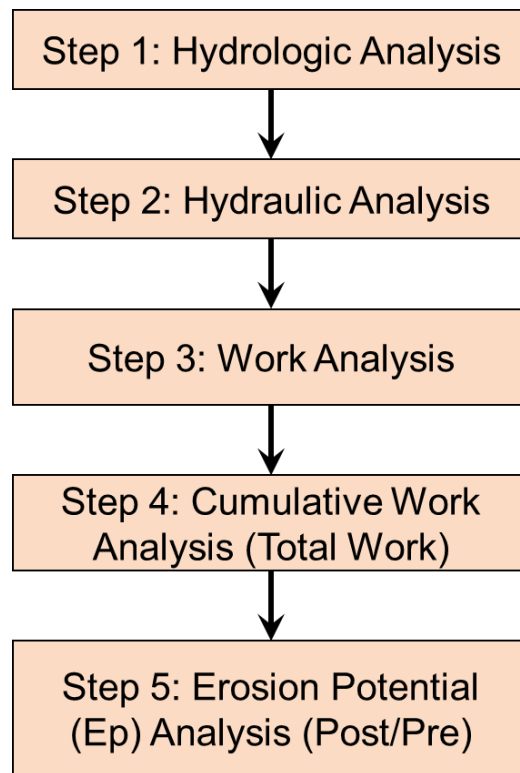 Step 1: Hydrologic Analysis
Step 2: Hydraulic Analysis
Step 3: Work Analysis
Step 4: Cumulative Work
Analysis (Total Work)
Step 5: Erosion Potential
(Ep) Analysis (Post/Pre)